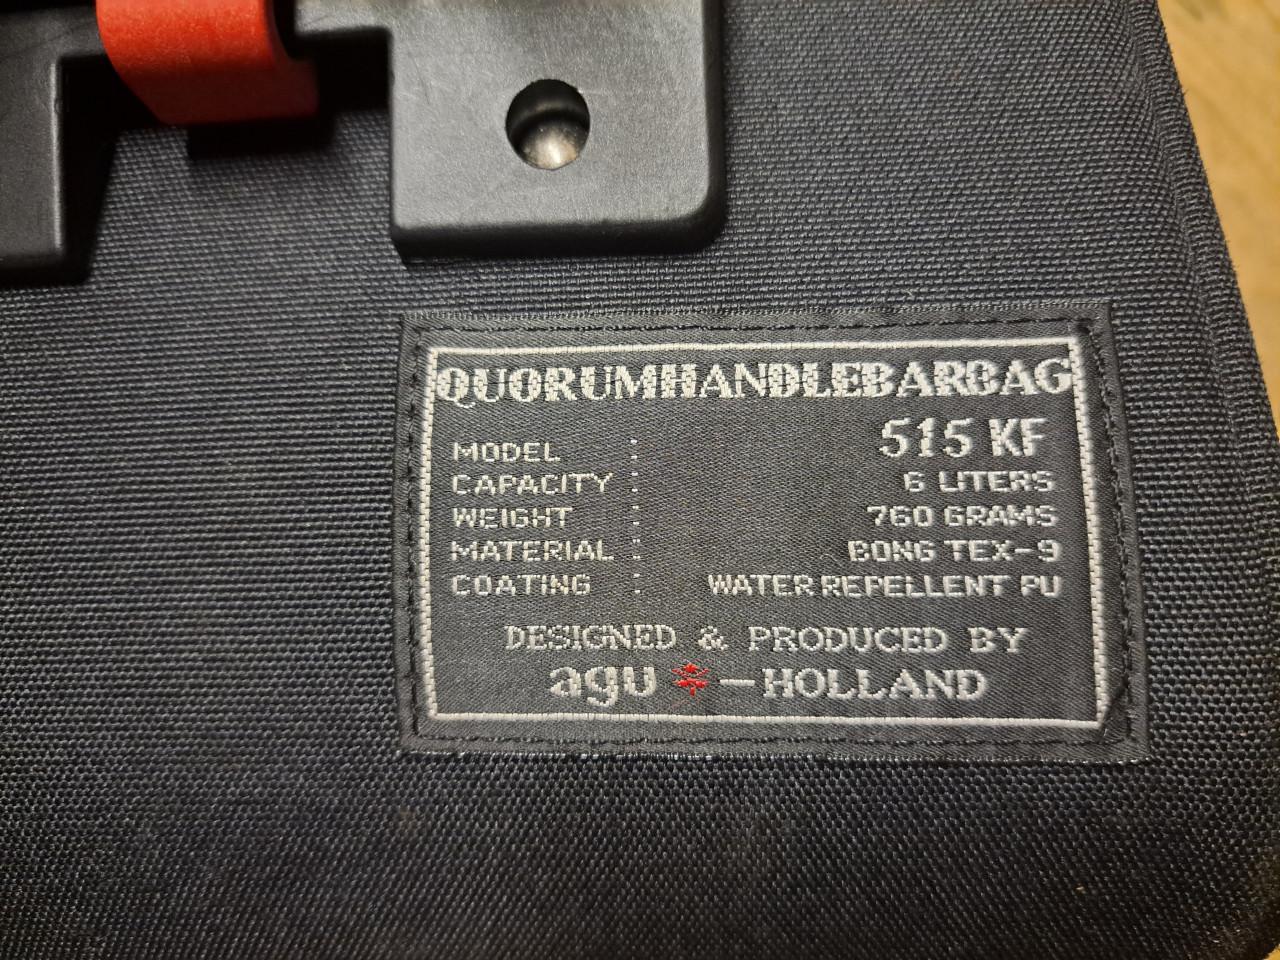 QUORUMHANDLEBARBAG
MODEL : 515 KF
CAPACITY : 6 LITERS
WEIGHT : 760 GRAMS
MATERIAL : BONG TEX-9
COATING : WATER REPELLENT PU
DESIGNED & PRODUCED BY
agu -HOLLAND